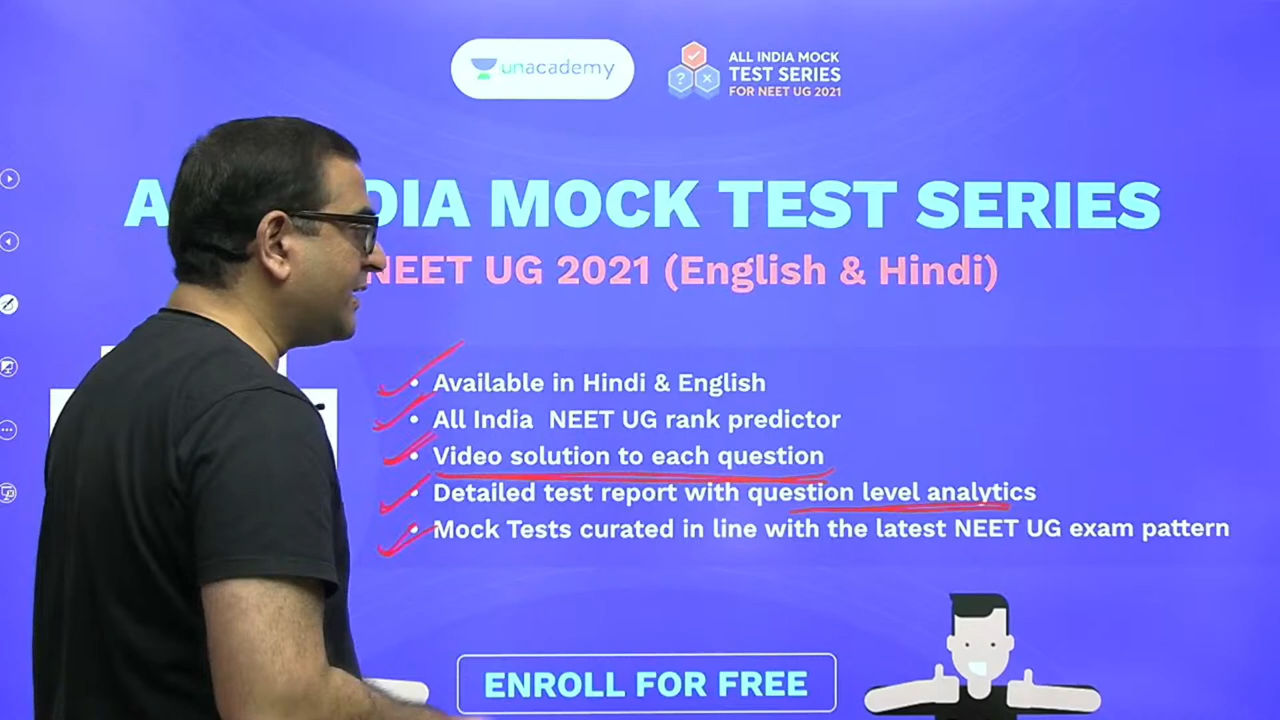 unacademy
ALL INDIA MOCK
TEST SERIES
FOR NEET UG 2021
A DIA MOCK TEST SERIES
NEET UG 2021 (English & Hindi)
• Available in Hindi & English
• All India NEET UG rank predictor
• Video solution to each question
• Detailed test report with question level analytics
• Mock Tests curated in line with the latest NEET UG exam pattern
ENROLL FOR FREE